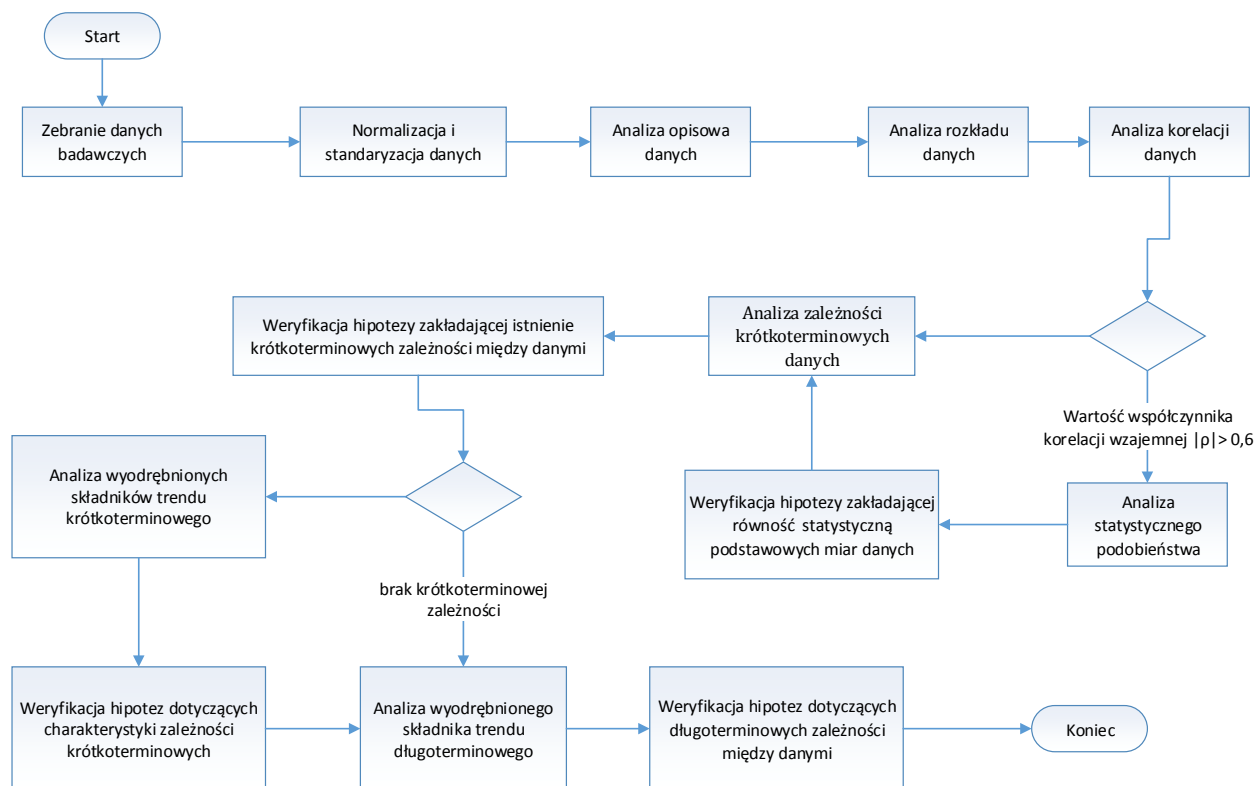 Start
Zebranie danych
badawczych
Normalizacja i
standaryzacja danych
Analiza opisowa
danych
Analiza rozkładu
danych
Analiza korelacji
danych
Weryfikacja hipotezy zakładającej istnienie
krótkoterminowych zależności między danymi
Analiza zależności
krótkoterminowych
danych
Wartość współczynnika
korelacji wzajemnej |ρ|> 0,6
Analiza wyodrębnionych
składników trendu
krótkoterminowego
Weryfikacja hipotezy zakładającej
równość statystyczną
podstawowych miar danych
Analiza
statystycznego
podobieństwa
brak krótkoterminowej
zależności
Weryfikacja hipotez dotyczących
charakterystyki zależności
krótkoterminowych
Analiza wyodrębnionego
składnika trendu
długoterminowego
Weryfikacja hipotez dotyczących
długoterminowych zależności
między danymi
Koniec